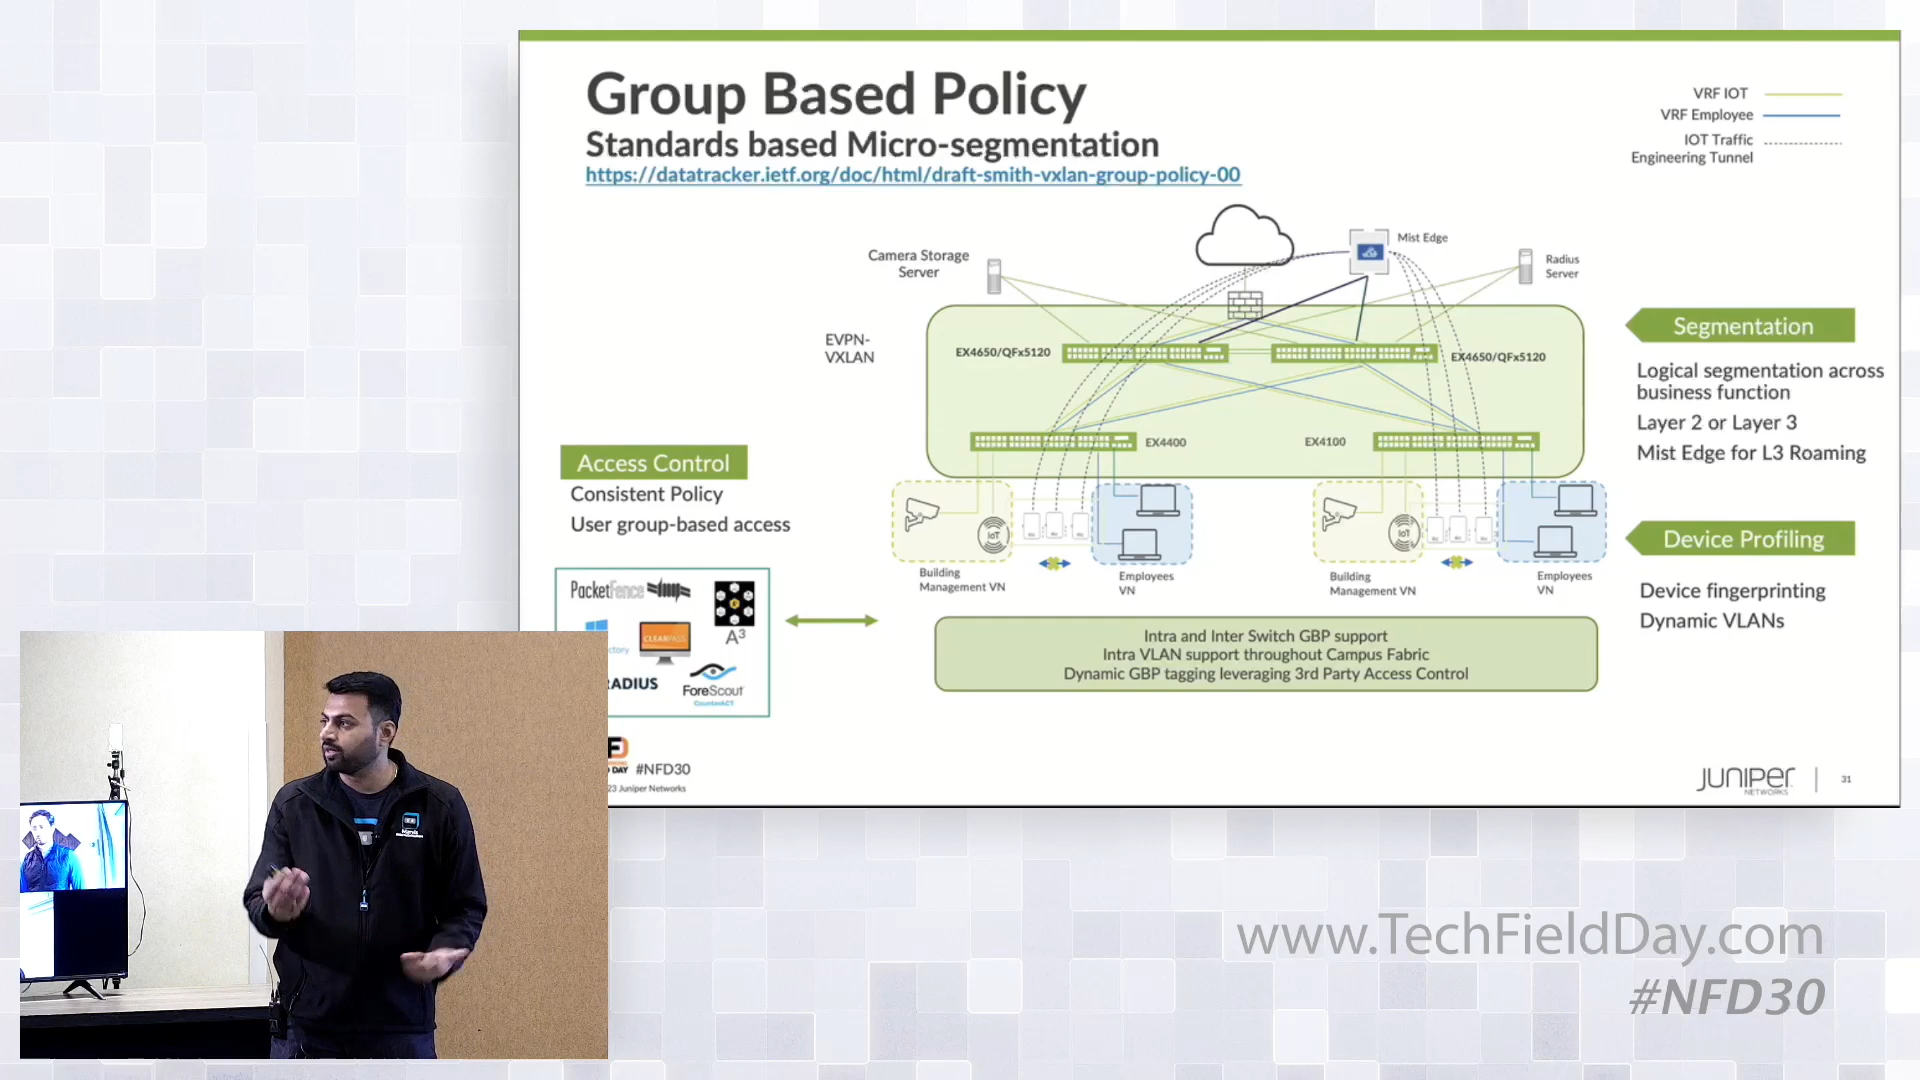 Group Based Policy
Standards based Micro-segmentation
https://datatracker.ietf.org/doc/html/draft-smith-vxlan-group-policy-00
VRF IOT
VRF Employee
IOT Traffic
Engineering Tunnel
Mist Edge
Camera Storage
Server
Radius
Server
EVPN-
VXLAN
EX4650/QFx5120
EX4650/QFx5120
EX4400
EX4100
Segmentation
Logical segmentation across
business function
Layer 2 or Layer 3
Mist Edge for L3 Roaming
Access Control
Consistent Policy
User group-based access
IoT
IoT
Building
Management VN
Employees
VN
Building
Management VN
Employees
VN
Device Profiling
Device fingerprinting
Dynamic VLANs
PacketFence
A3
CLEARPASS
ctory
RADIUS
ForeScout
CounterACT
Intra and Inter Switch GBP support
Intra VLAN support throughout Campus Fabric
Dynamic GBP tagging leveraging 3rd Party Access Control
DAY
#NFD30
23 Juniper Networks
JUNIPER
NETWORKS
31
www.TechFieldDay.com
#NFD30